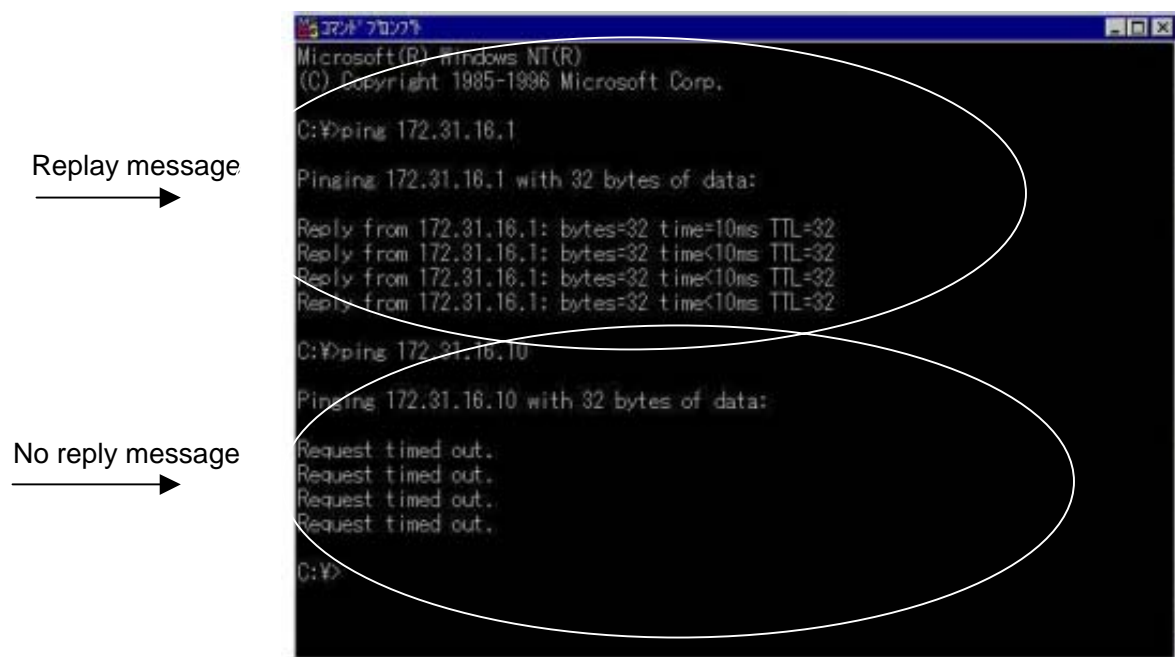 コマンド プロンプト
Microsoft(R) Windows NT(R)
(C) Copyright 1985-1996 Microsoft Corp.
C:¥>ping 172.31.16.1
Replay message
Pinging 172.31.16.1 with 32 bytes of data:
Reply from 172.31.16.1: bytes=32 time=10ms TTL=32
Reply from 172.31.16.1: bytes=32 time<10ms TTL=32
Reply from 172.31.16.1: bytes=32 time<10ms TTL=32
Reply from 172.31.16.1: bytes=32 time<10ms TTL=32
C:¥>ping 172.31.16.10
Pinging 172.31.16.10 with 32 bytes of data:
No reply message
Request timed out.
Request timed out.
Request timed out.
Request timed out.
C:¥>